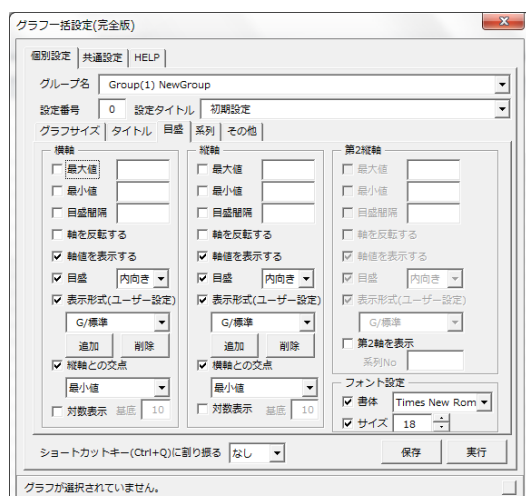 グラフ一括設定(完全版)
個別設定 共通設定 HELP
グループ名 Group(1) NewGroup
設定番号 0 設定タイトル 初期設定
グラフサイズ タイトル 目盛 系列 その他
横軸
最大値
最小値
目盛間隔
軸を反転する
軸値を表示する
目盛 内向き
表示形式(ユーザー設定)
G/標準
追加 削除
縦軸との交点
最小値
対数表示 基底 10
縦軸
最大値
最小値
目盛間隔
軸を反転する
軸値を表示する
目盛 内向き
表示形式(ユーザー設定)
G/標準
追加 削除
横軸との交点
最小値
対数表示 基底 10
第2縦軸
最大値
最小値
目盛間隔
軸を反転する
軸値を表示する
目盛 内向き
表示形式(ユーザー設定)
G/標準
第2軸を表示
系列No
フォント設定
書体 Times New Rom
サイズ 18
ショートカットキー(Ctrl+Q)に割り振る なし 保存 実行
グラフが選択されていません。